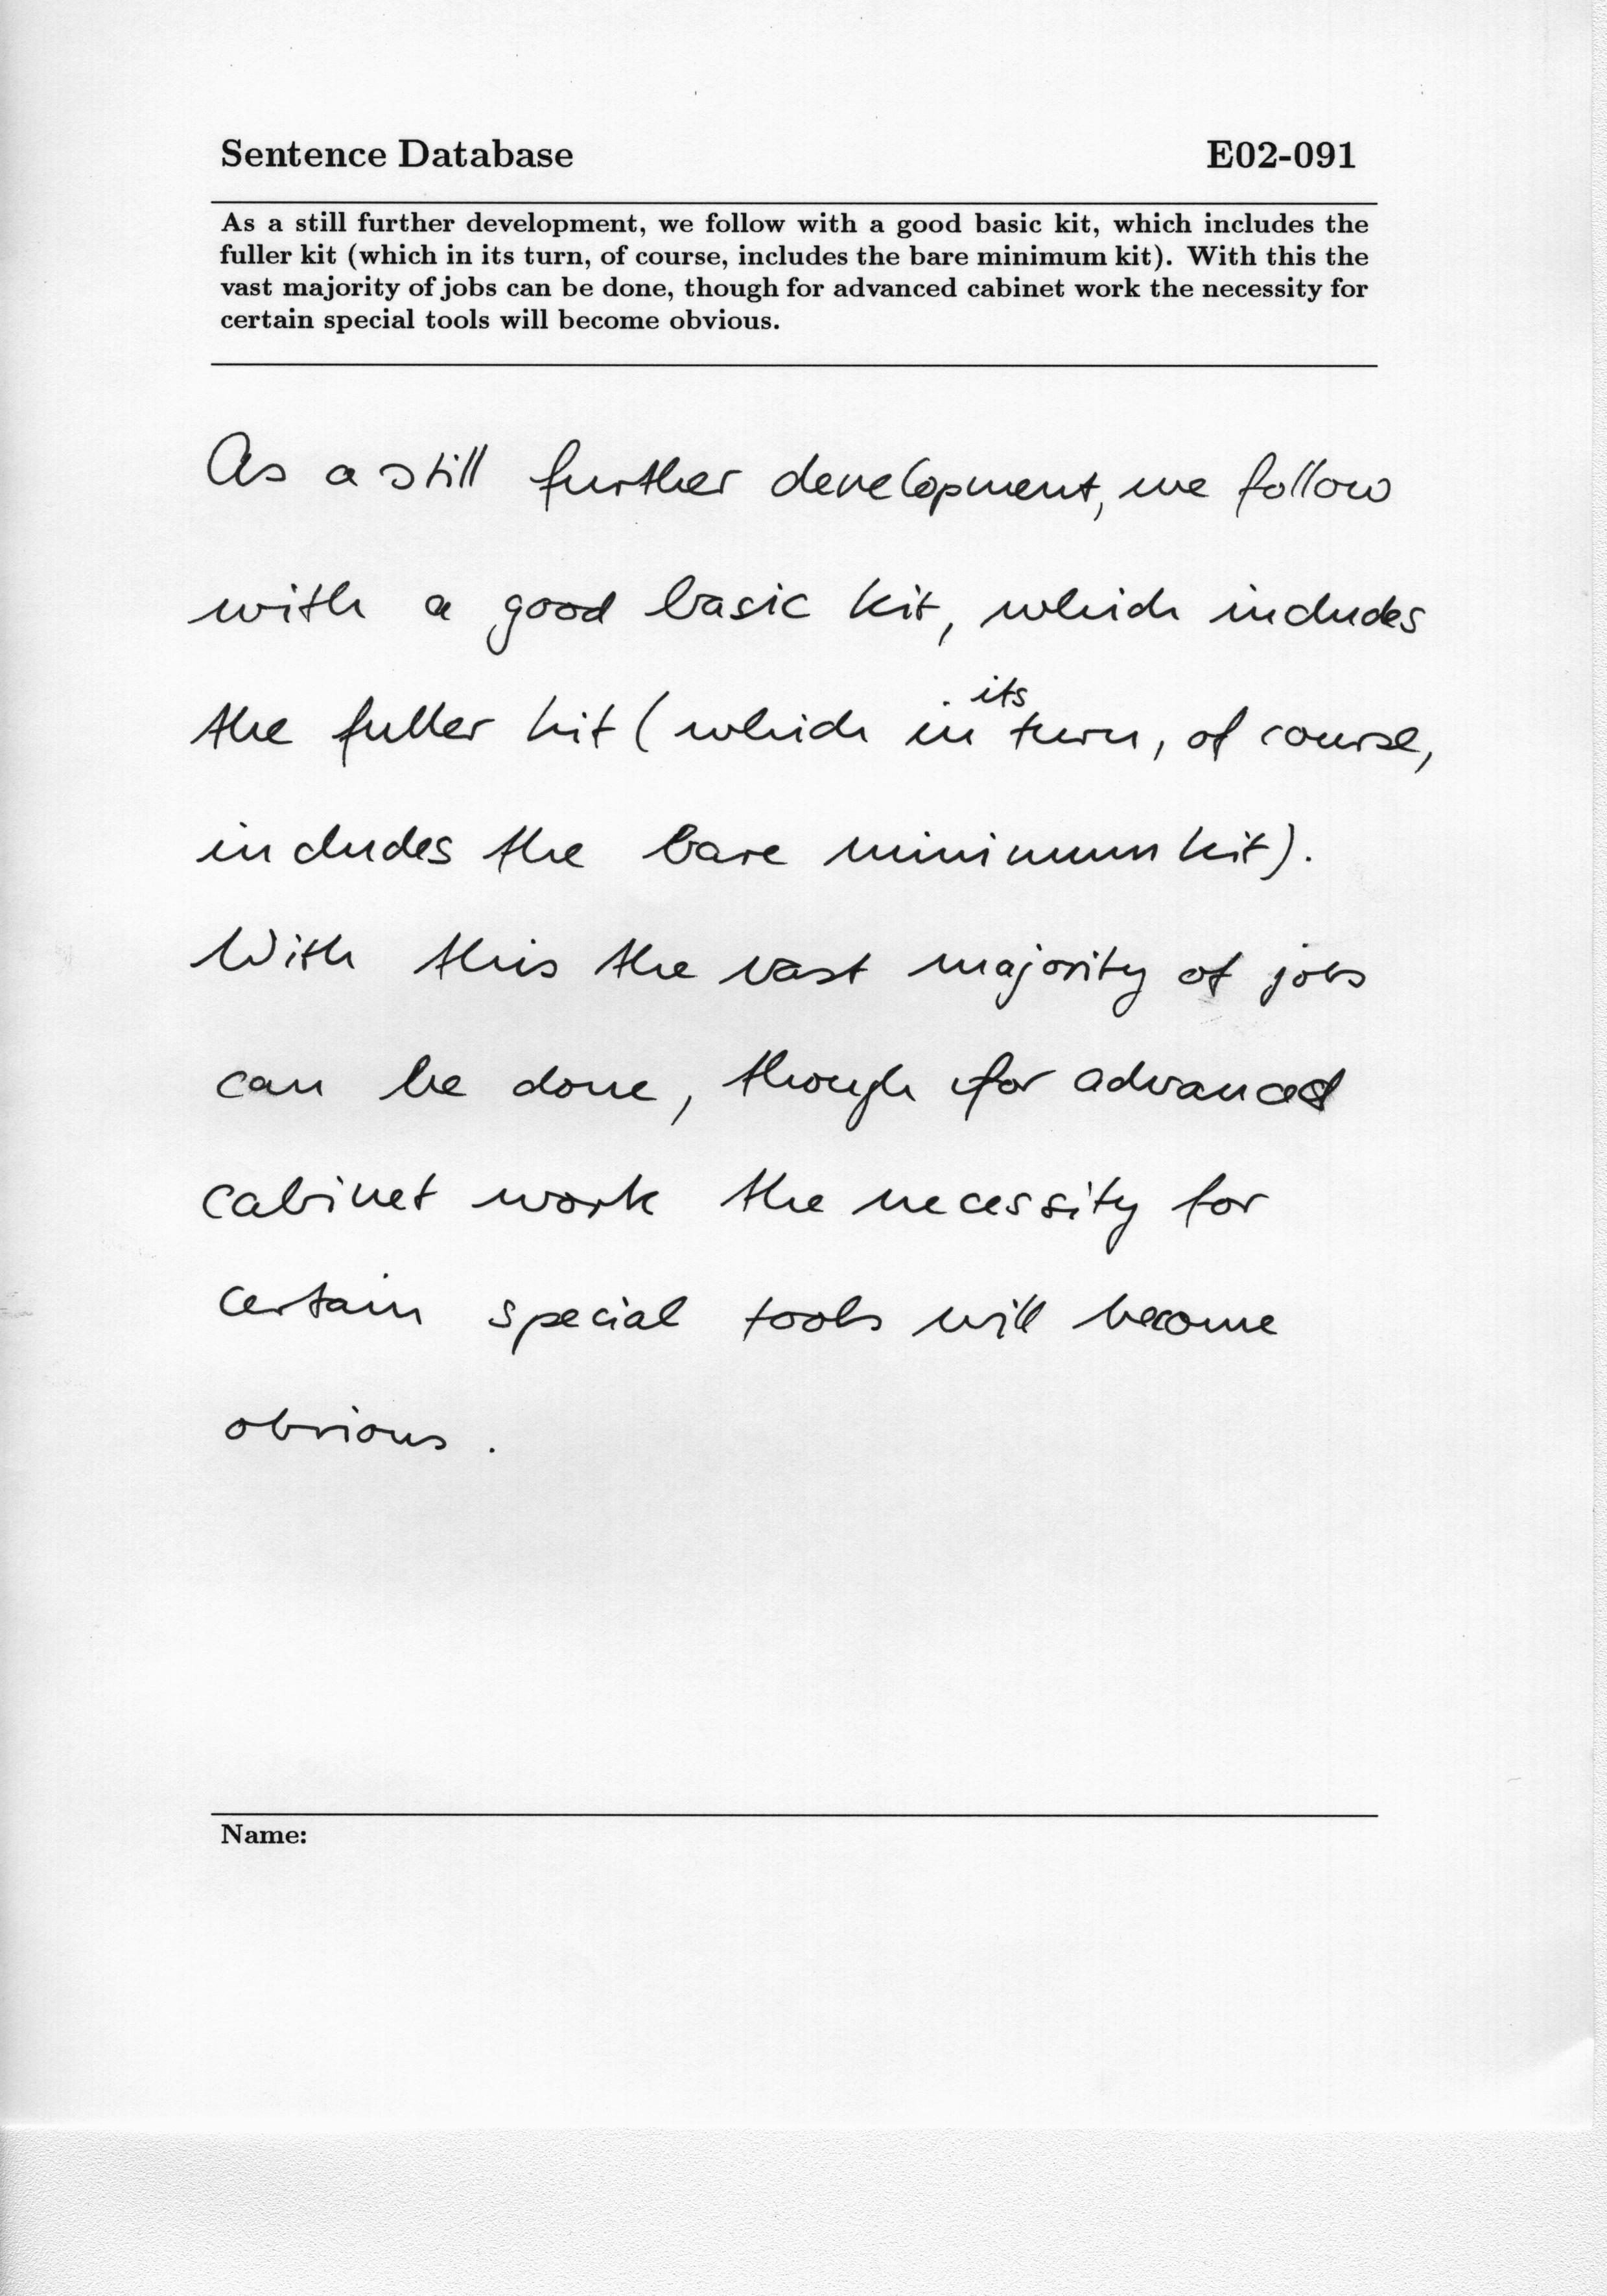 Sentence Database E02-091
As a still further development, we follow with a good basic kit, which includes the
fuller kit (which in its turn, of course, includes the bare minimum kit). With this the
vast majority of jobs can be done, though for advanced cabinet work the necessity for
certain special tools will become obvious.
As a still further development, we follow
with a good basic kit, which includes
the fuller kit (which in its turn, of course,
includes the bare minimum kit).
With this the vast majority of jobs
can be done, though for advanced
cabinet work the necessity for
certain special tools will become
obvious.
Name: